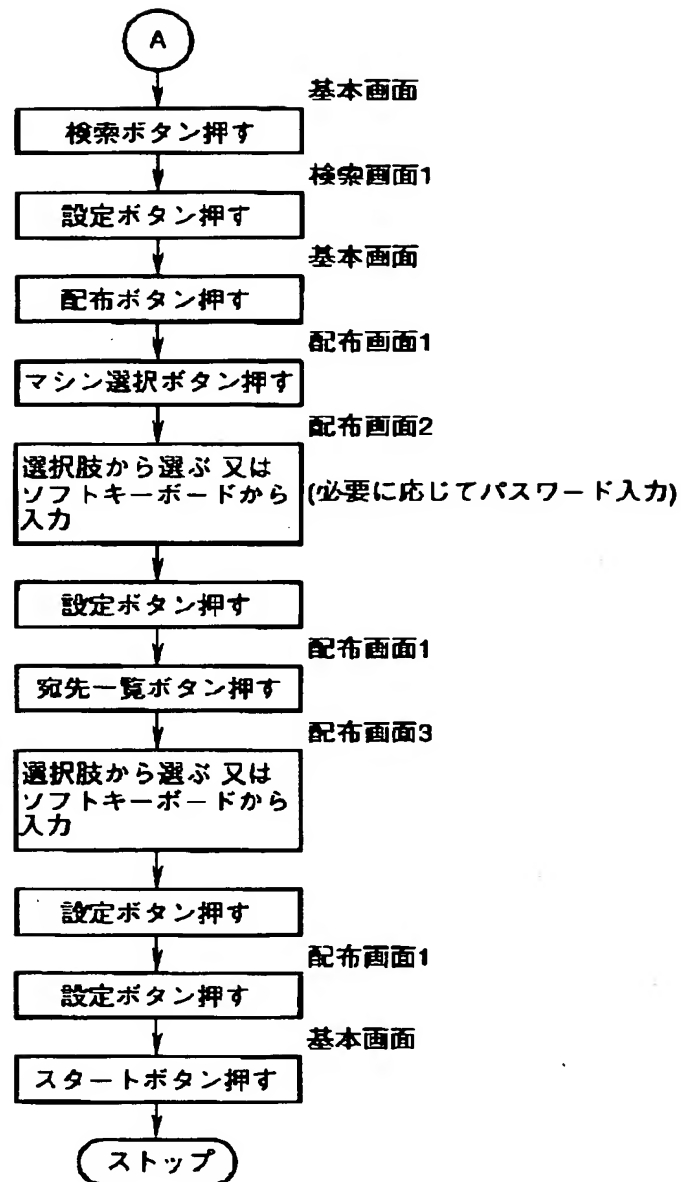 A
基本画面
検索ボタン押す
検索画面1
設定ボタン押す
基本画面
配布ボタン押す
配布画面1
マシン選択ボタン押す
配布画面2
選択肢から選ぶ 又は
ソフトキーボードから
入力
(必要に応じてパスワード入力)
設定ボタン押す
配布画面1
宛先一覧ボタン押す
配布画面3
選択肢から選ぶ 又は
ソフトキーボードから
入力
設定ボタン押す
配布画面1
設定ボタン押す
基本画面
スタートボタン押す
ストップ